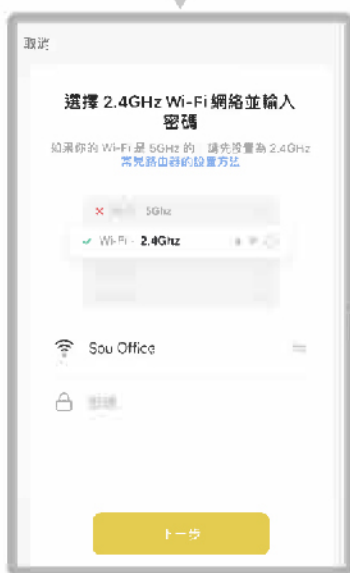 取消
選擇 2.4GHz Wi-Fi 網絡並輸入
密碼
如果你的 Wi-Fi 是 5GHz 的，請先設置為 2.4GHz
常見路由器的設置方法
5Ghz
Wi-Fi - 2.4Ghz
Sou Office
下一步